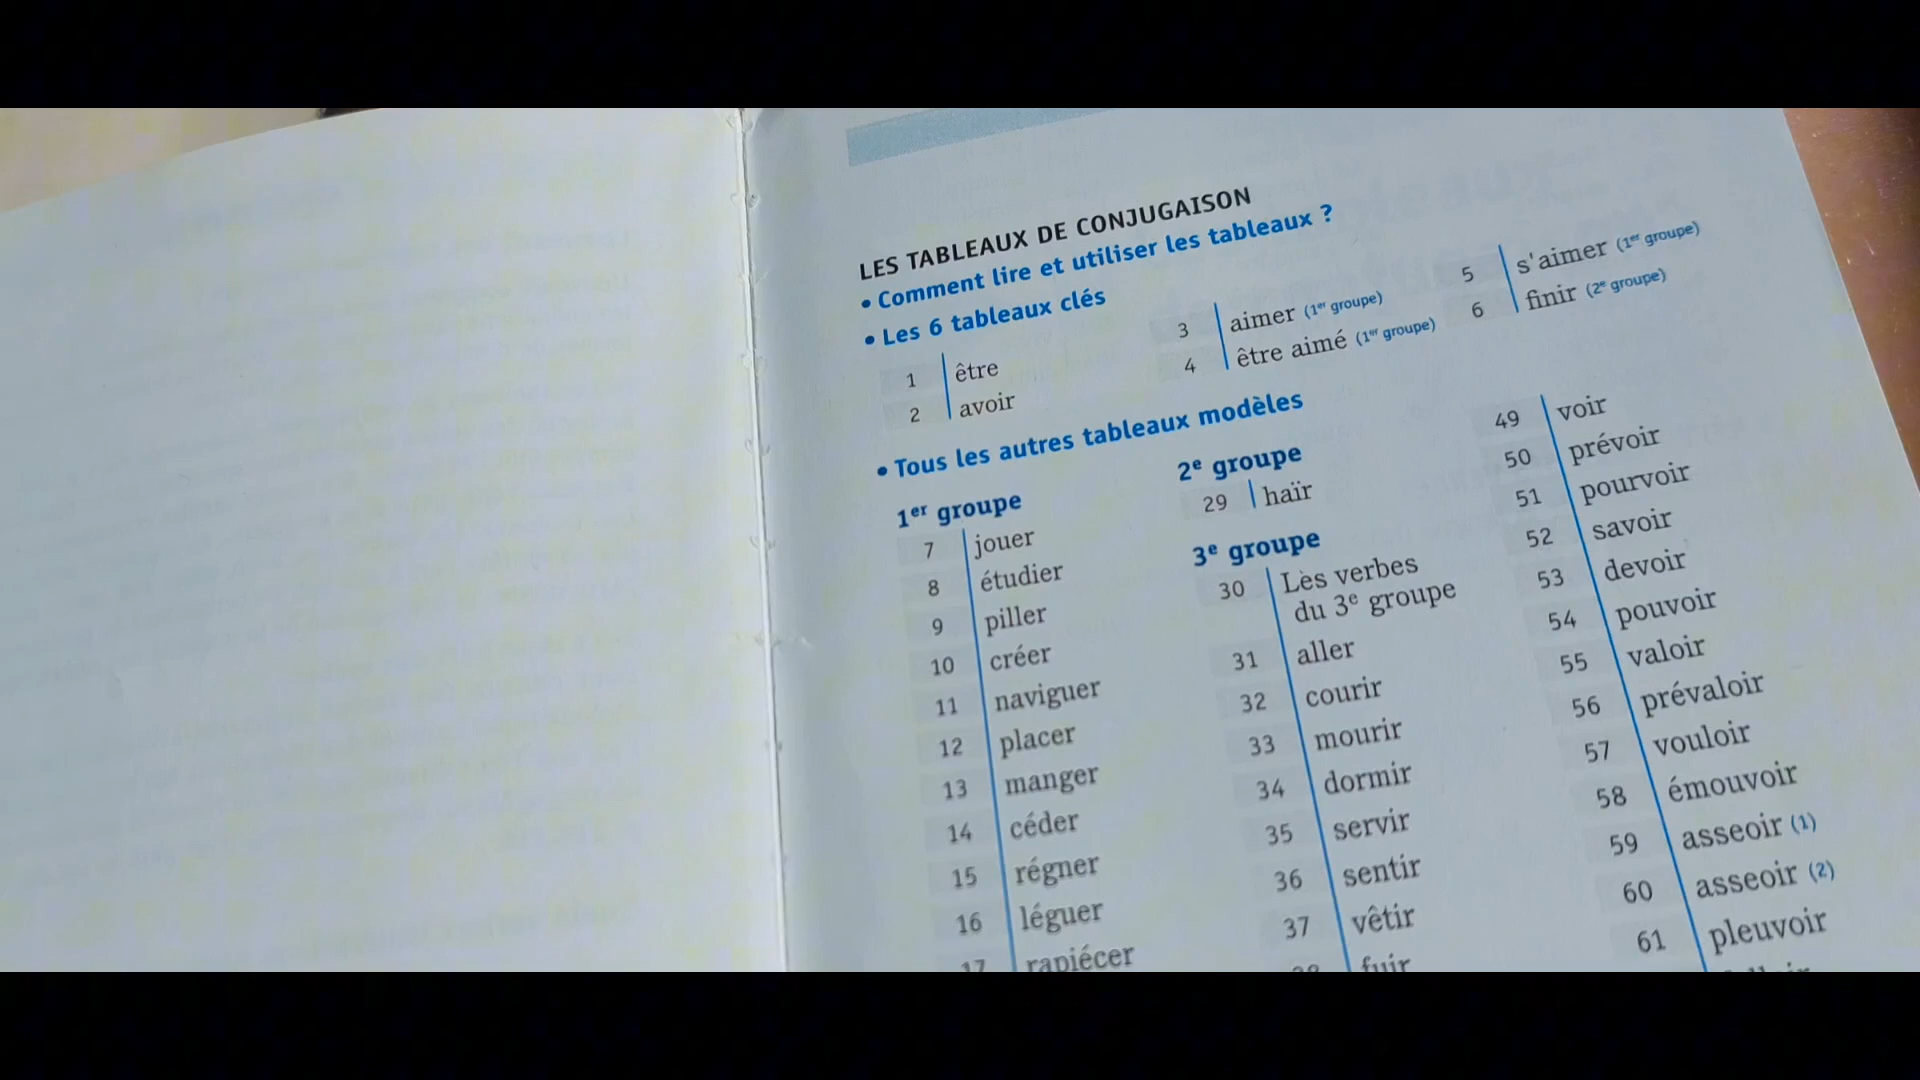 LES TABLEAUX DE CONJUGAISON
• Comment lire et utiliser les tableaux ?
• Les 6 tableaux clés
1 être
2 avoir
3 aimer (1er groupe)
4 être aimé (1er groupe)
5 s'aimer (1er groupe)
6 finir (2e groupe)
• Tous les autres tableaux modèles
1er groupe
7 jouer
8 étudier
9 piller
10 créer
11 naviguer
12 placer
13 manger
14 céder
15 régner
16 léguer
17 rapiécer
2e groupe
29 haïr
3e groupe
30 Les verbes
du 3e groupe
31 aller
32 courir
33 mourir
34 dormir
35 servir
36 sentir
37 vêtir
fuir
49 voir
50 prévoir
51 pourvoir
52 savoir
53 devoir
54 pouvoir
55 valoir
56 prévaloir
57 vouloir
58 émouvoir
59 asseoir (1)
60 asseoir (2)
61 pleuvoir